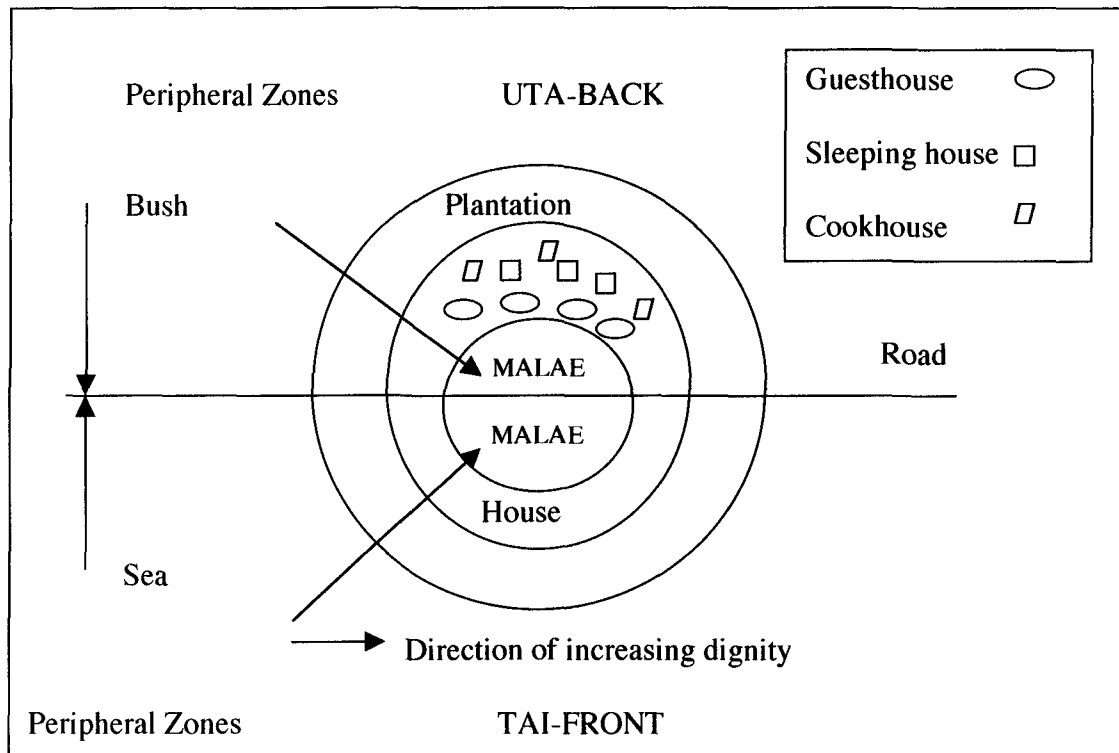 Peripheral Zones
UTA-BACK
Guesthouse
Sleeping house
Cookhouse
Bush
Plantation
MALAE
Road
MALAE
House
Sea
Direction of increasing dignity
Peripheral Zones
TAI-FRONT